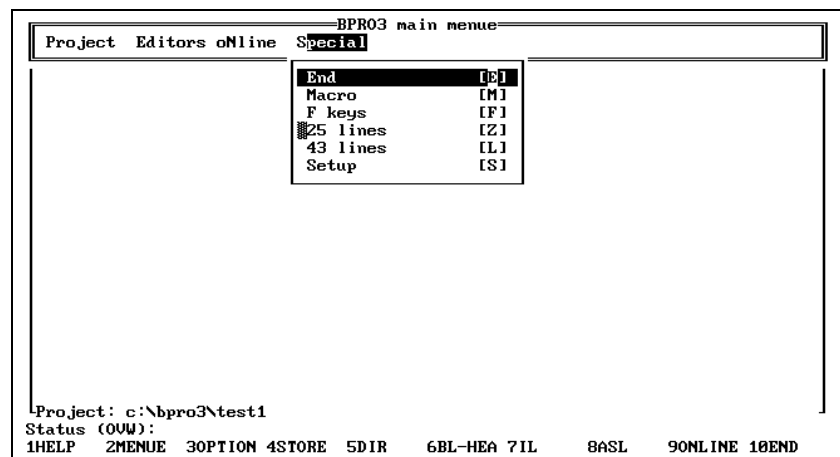 BPRO3 main menue
Project Editors oNline Special
End [E]
Macro [M]
F keys [F]
25 lines [Z]
43 lines [L]
Setup [S]
Project: c:\bpro3\test1
Status (OVW):
1HELP 2MENUE 3OPTION 4STORE 5DIR 6BL-HEA 7IL 8ASL 9ONLINE 10END